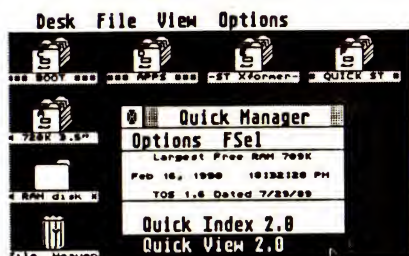 Desk File View Options
=== BOOT === === APPS === -ST Xformer- = QUICK ST =
720K 3.5"
Quick Manager
Options FSel
Largest Free RAM 709K
Feb 16, 1990 10:32:20 PM
RAM disk
TOS 1.6 Dated 7/29/89
Quick Index 2.0
Quick View 2.0
File Heaven